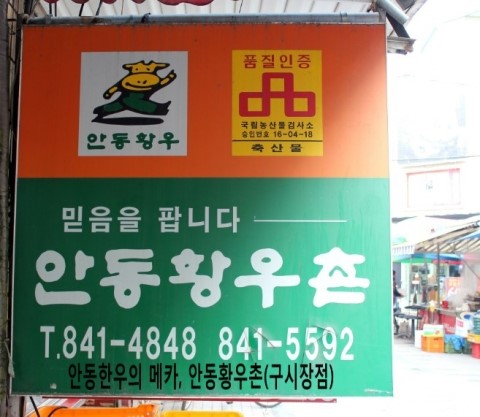 안동황우
품질인증
국립농산물검사소
승인번호 16-04-18
축산물
믿음을 팝니다
안동황우촌
T.841-4848 841-5592
안동한우의 메카, 안동황우촌(구시장점)